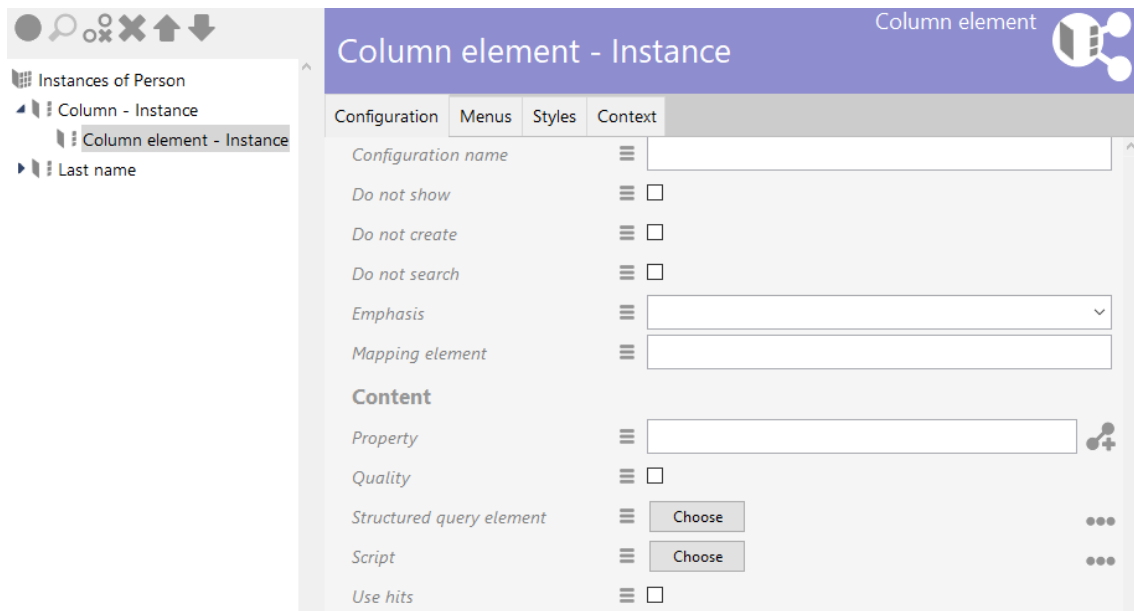 Column element
Column element - Instance
Instances of Person
Column - Instance
Column element - Instance
Last name
Configuration Menus Styles Context
Configuration name
Do not show
Do not create
Do not search
Emphasis
Mapping element
Content
Property
Quality
Structured query element Choose
Script Choose
Use hits